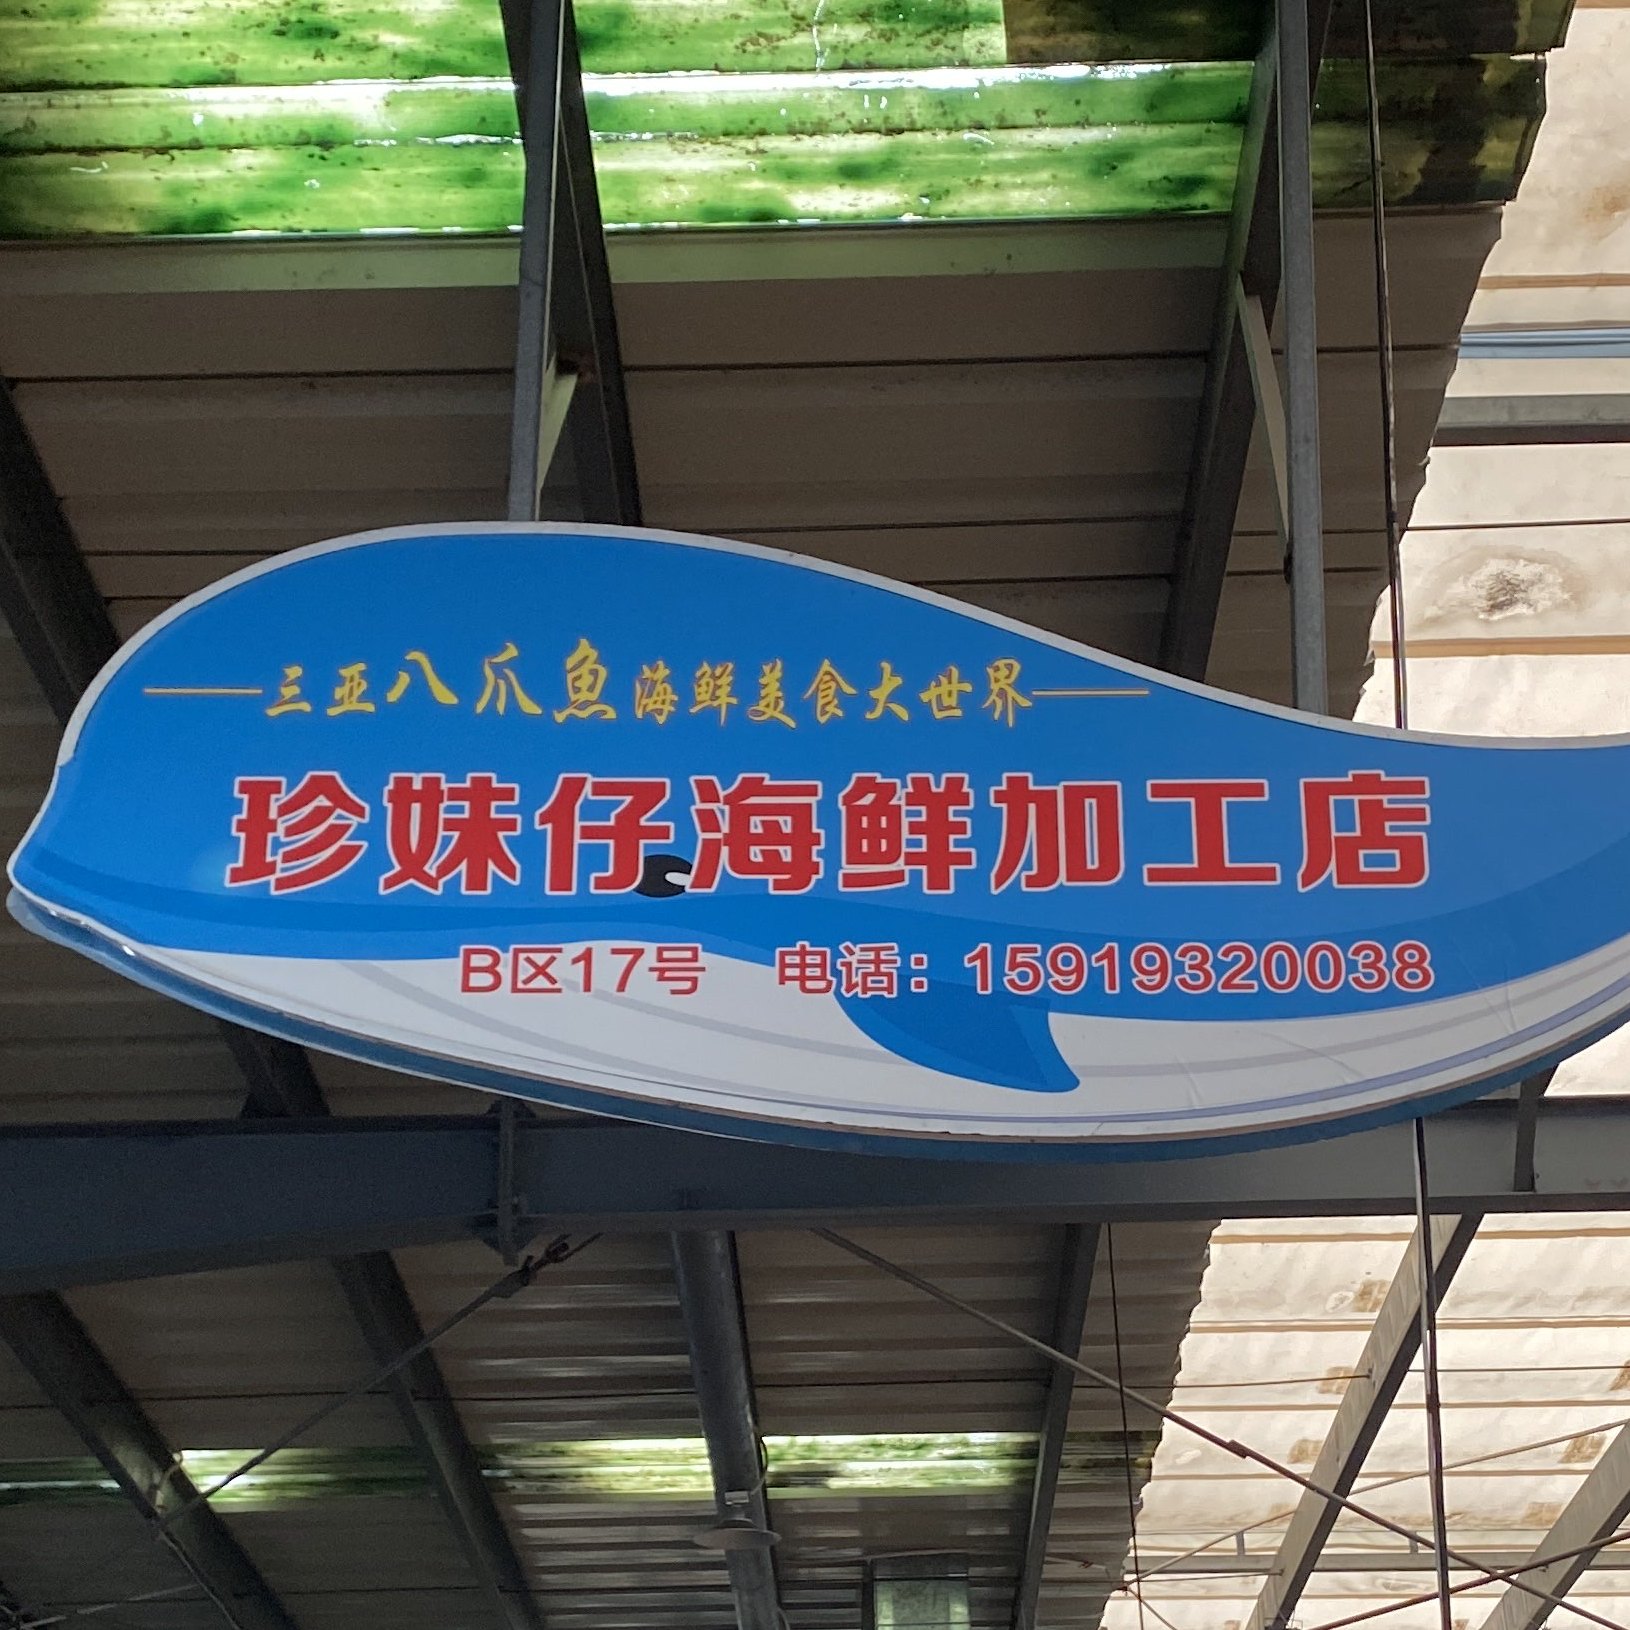 三亚八爪魚海鲜美食大世界
珍妹仔海鲜加工店
B区17号 电话：15919320038